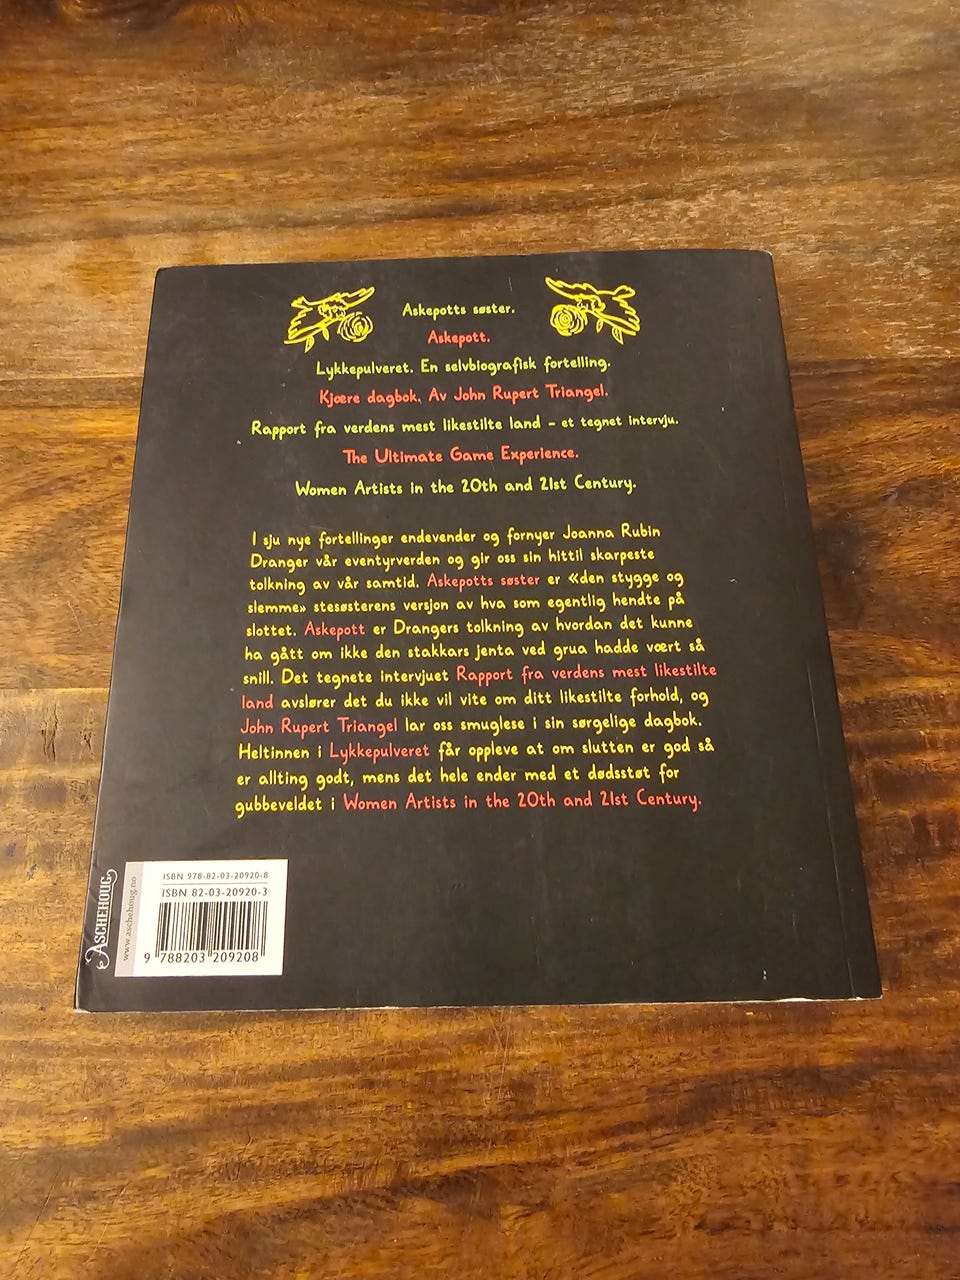 Askepotts søster.
Askepott.
Lykkepulveret. En selvbiografisk fortelling.
Kjære dagbok. Av John Rupert Triangel.
Rapport fra verdens mest likestilte land – et tegnet intervju.
The Ultimate Game Experience.
Women Artists in the 20th and 21st Century.
I sju nye fortellinger endevender og fornyer Joanna Rubin
Dranger vår eventyrverden og gir oss sin hittil skarpeste
tolkning av vår samtid. Askepotts søster er «den stygge og
slemme» stesøsterens versjon av hva som egentlig hendte på
slottet. Askepott er Drangers tolkning av hvordan det kunne
ha gått om ikke den stakkars jenta ved grua hadde vært så
snill. Det tegnete intervjuet Rapport fra verdens mest likestilte
land avslører det du ikke vil vite om ditt likestilte forhold, og
John Rupert Triangel lar oss smuglese i sin sørgelige dagbok.
Heltinnen i Lykkepulveret får oppleve at om slutten er god så
er allting godt, mens det hele ender med et dødsstøt for
gubbeveldet i Women Artists in the 20th and 21st Century.
ASCHEHOUG
www.aschehoug.no
ISBN 978-82-03-20920-8
ISBN 82-03-20920-3
9 788203 209208